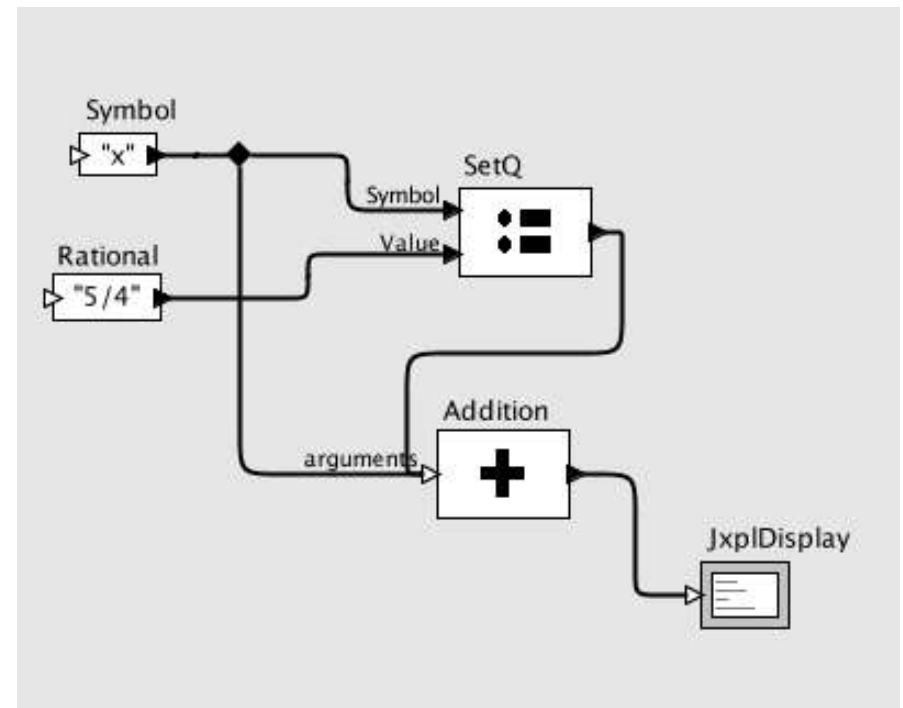 Symbol
"x"
SetQ
Symbol
Value
Rational
"5/4"
Addition
arguments
JxplDisplay